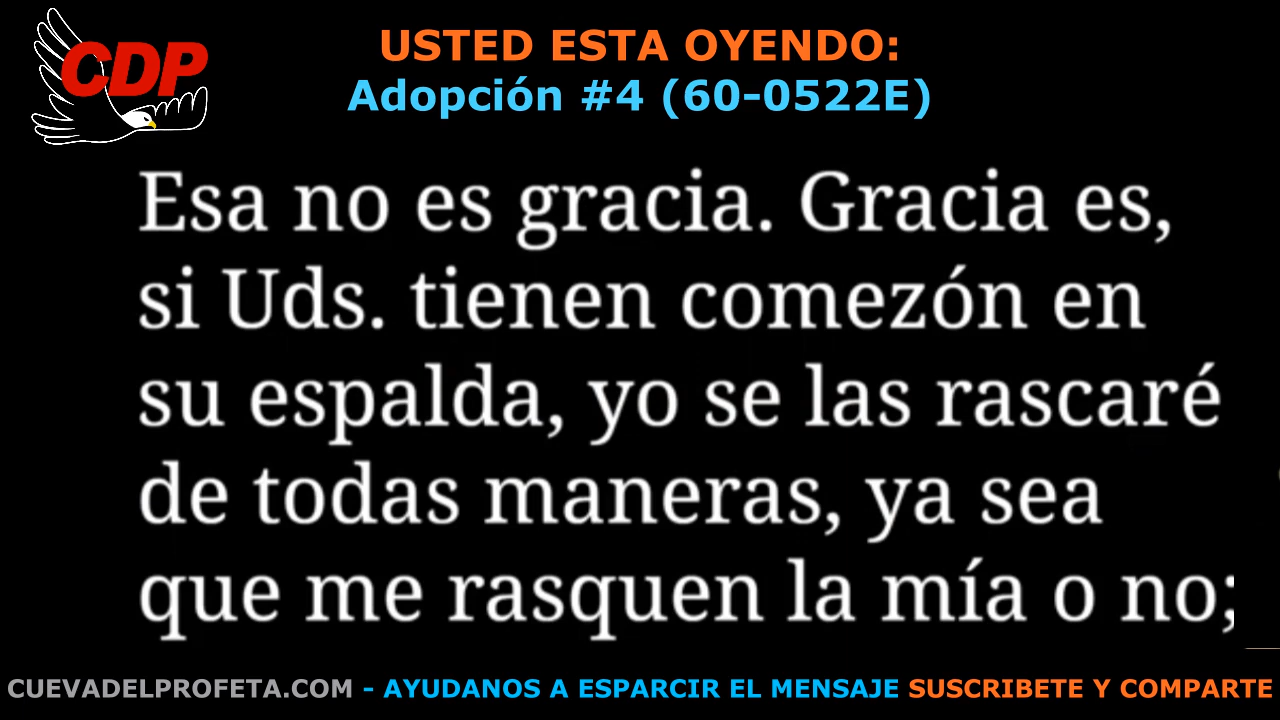 CDP
USTED ESTA OYENDO:
Adopción #4 (60-0522E)
Esa no es gracia. Gracia es,
si Uds. tienen comezón en
su espalda, yo se las rascaré
de todas maneras, ya sea
que me rasquen la mía o no;
CUEVADELPROFETA.COM - AYUDANOS A ESPARCIR EL MENSAJE SUSCRIBETE Y COMPARTE